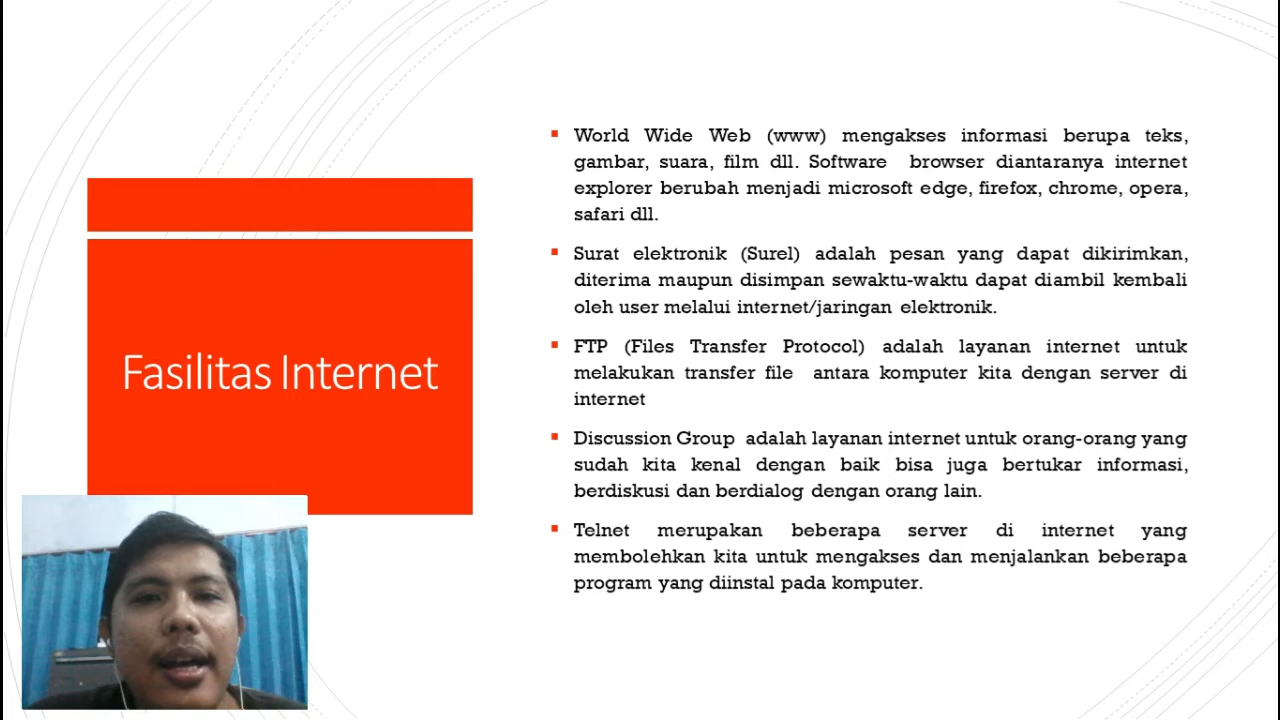 Fasilitas Internet
World Wide Web (www) mengakses informasi berupa teks,
gambar, suara, film dll. Software browser diantaranya internet
explorer berubah menjadi microsoft edge, firefox, chrome, opera,
safari dll.
Surat elektronik (Surel) adalah pesan yang dapat dikirimkan,
diterima maupun disimpan sewaktu-waktu dapat diambil kembali
oleh user melalui internet/jaringan elektronik.
FTP (Files Transfer Protocol) adalah layanan internet untuk
melakukan transfer file antara komputer kita dengan server di
internet
Discussion Group adalah layanan internet untuk orang-orang yang
sudah kita kenal dengan baik bisa juga bertukar informasi,
berdiskusi dan berdialog dengan orang lain.
Telnet merupakan beberapa server di internet yang
membolehkan kita untuk mengakses dan menjalankan beberapa
program yang diinstal pada komputer.